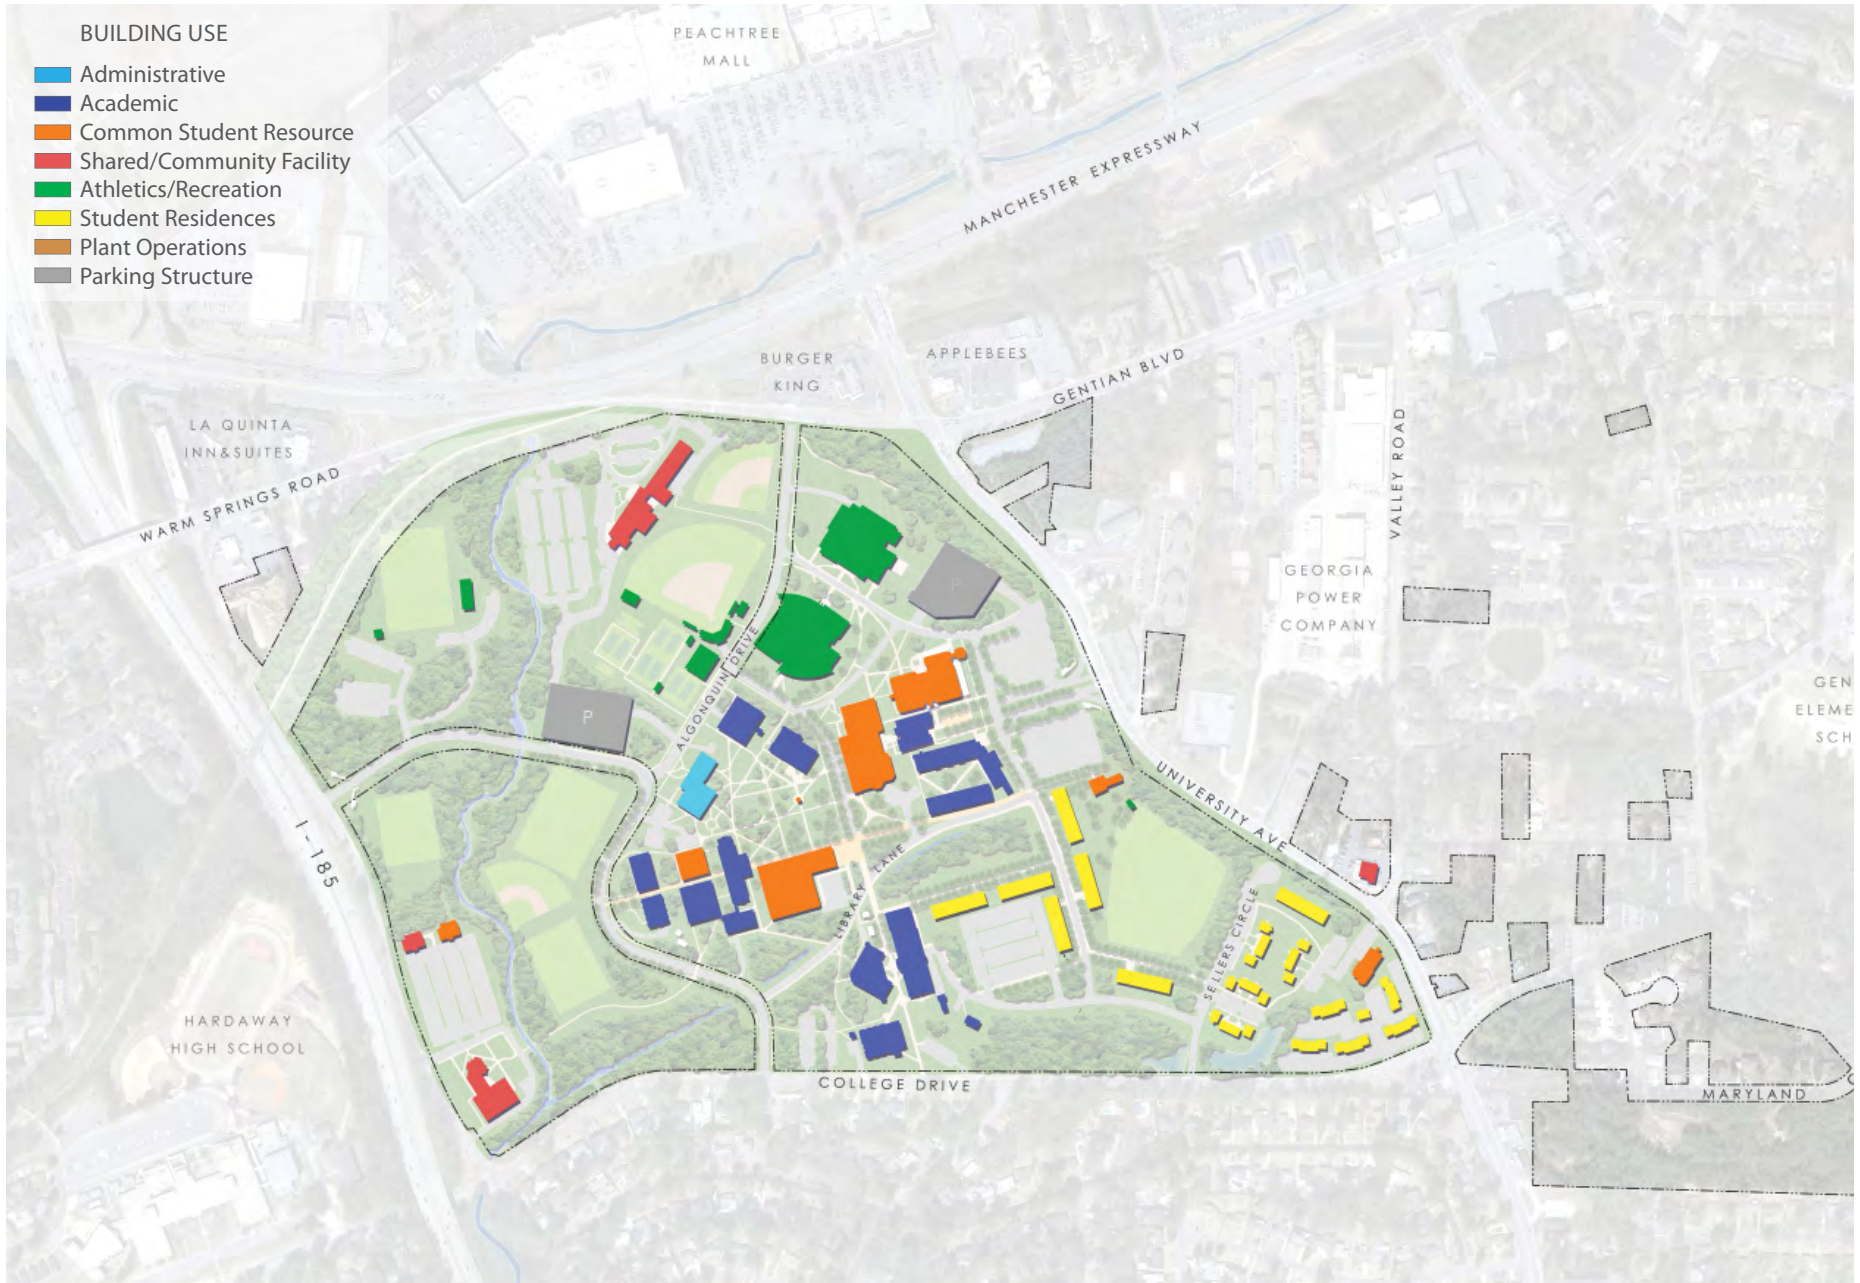 BUILDING USE
Administrative
Academic
Common Student Resource
Shared/Community Facility
Athletics/Recreation
Student Residences
Plant Operations
Parking Structure
PEACHTREE
MALL
MANCHESTER EXPRESSWAY
BURGER
KING
APPLEBEES
GENTIAN BLVD
LA QUINTA
INN&SUITES
WARM SPRINGS ROAD
VALLEY ROAD
GEORGIA
POWER
COMPANY
P
P
ALGONQUIN DRIVE
GEN
ELEME
SCH
UNIVERSITY AVE
I-185
LIBRARY LANE
SELLERS CIRCLE
HARDAWAY
HIGH SCHOOL
COLLEGE DRIVE
MARYLAND